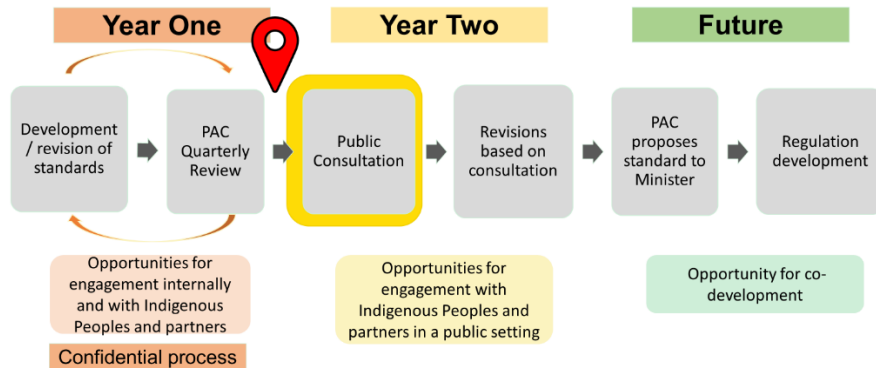 Year One
Year Two
Future
Development
/ revision of
standards
PAC
Quarterly
Review
Public
Consultation
Revisions
based on
consultation
PAC
proposes
standard to
Minister
Regulation
development
Opportunities for
engagement internally
and with Indigenous
Peoples and partners
Confidential process
Opportunities for
engagement with
Indigenous Peoples and
partners in a public setting
Opportunity for co-
development